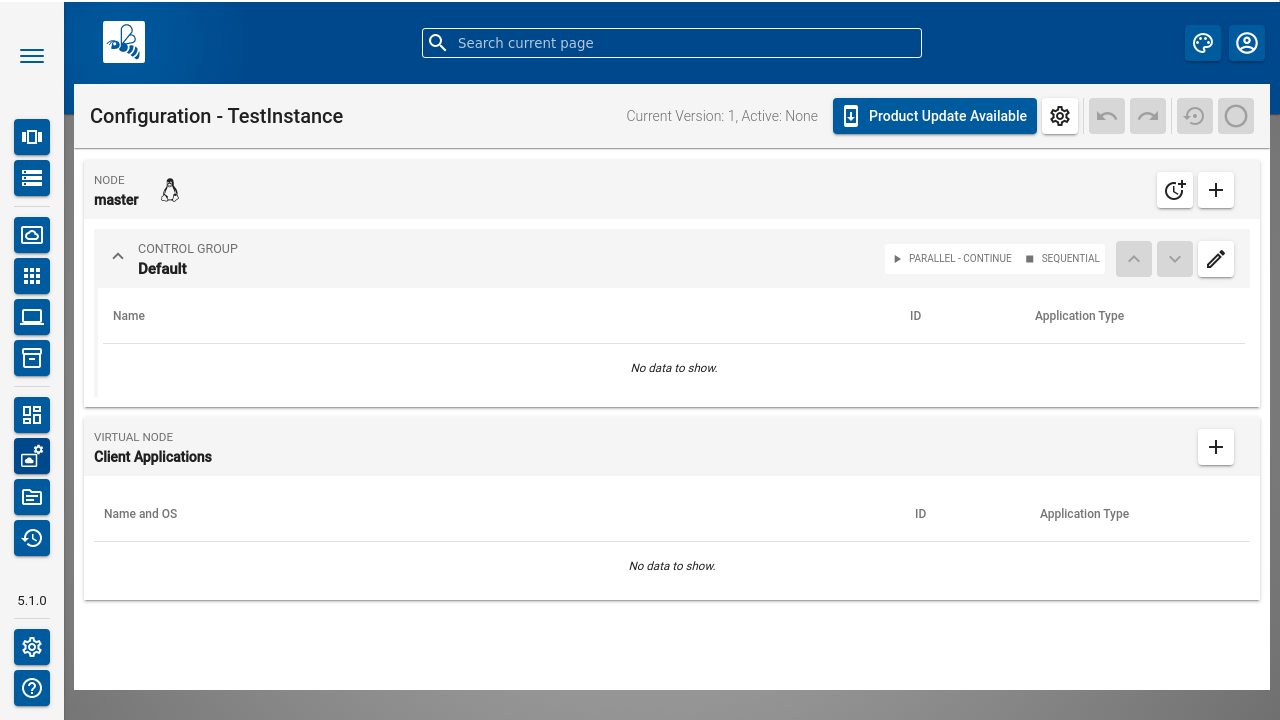 Search current page
Configuration - TestInstance
Current Version: 1, Active: None
Product Update Available
NODE
master
CONTROL GROUP
Default
PARALLEL - CONTINUE
SEQUENTIAL
Name
ID
Application Type
No data to show.
VIRTUAL NODE
Client Applications
Name and OS
ID
Application Type
No data to show.
5.1.0